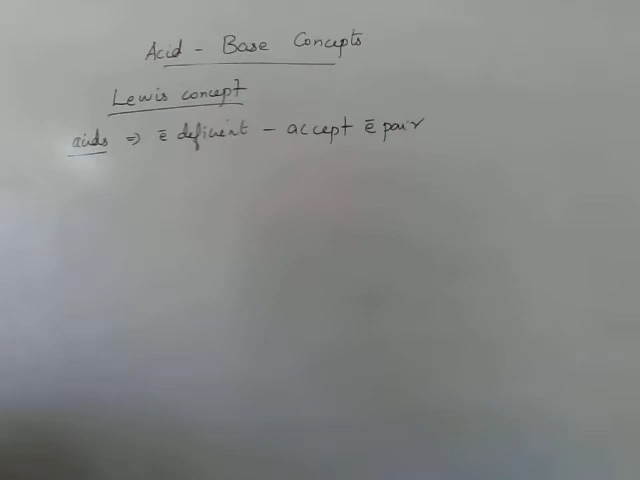 Acid - Base Concepts
Lewis concept
acids ⇒ ē deficient - accept ē pair